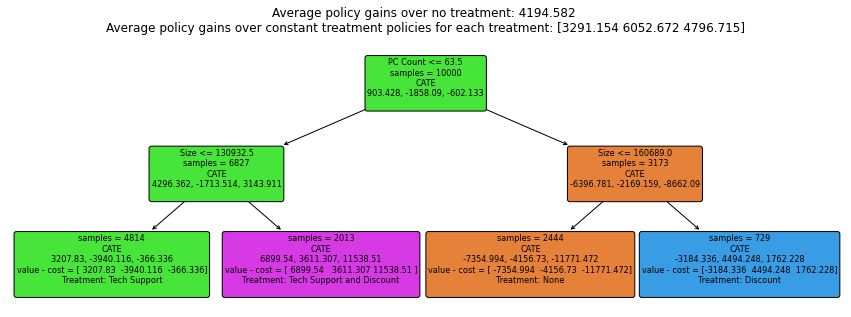 Average policy gains over no treatment: 4194.582
Average policy gains over constant treatment policies for each treatment: [3291.154 6052.672 4796.715]
PC Count <= 63.5
samples = 10000
CATE
903.428, -1858.09, -602.133
Size <= 130932.5
samples = 6827
CATE
4296.362, -1713.514, 3143.911
Size <= 160689.0
samples = 3173
CATE
-6396.781, -2169.159, -8662.09
samples = 4814
CATE
3207.83, -3940.116, -366.336
value - cost = [ 3207.83 -3940.116 -366.336]
Treatment: Tech Support
samples = 2013
CATE
6899.54, 3611.307, 11538.51
value - cost = [ 6899.54 3611.307 11538.51 ]
Treatment: Tech Support and Discount
samples = 2444
CATE
-7354.994, -4156.73, -11771.472
value - cost = [ -7354.994 -4156.73 -11771.472]
Treatment: None
samples = 729
CATE
-3184.336, 4494.248, 1762.228
value - cost = [-3184.336 4494.248 1762.228]
Treatment: Discount